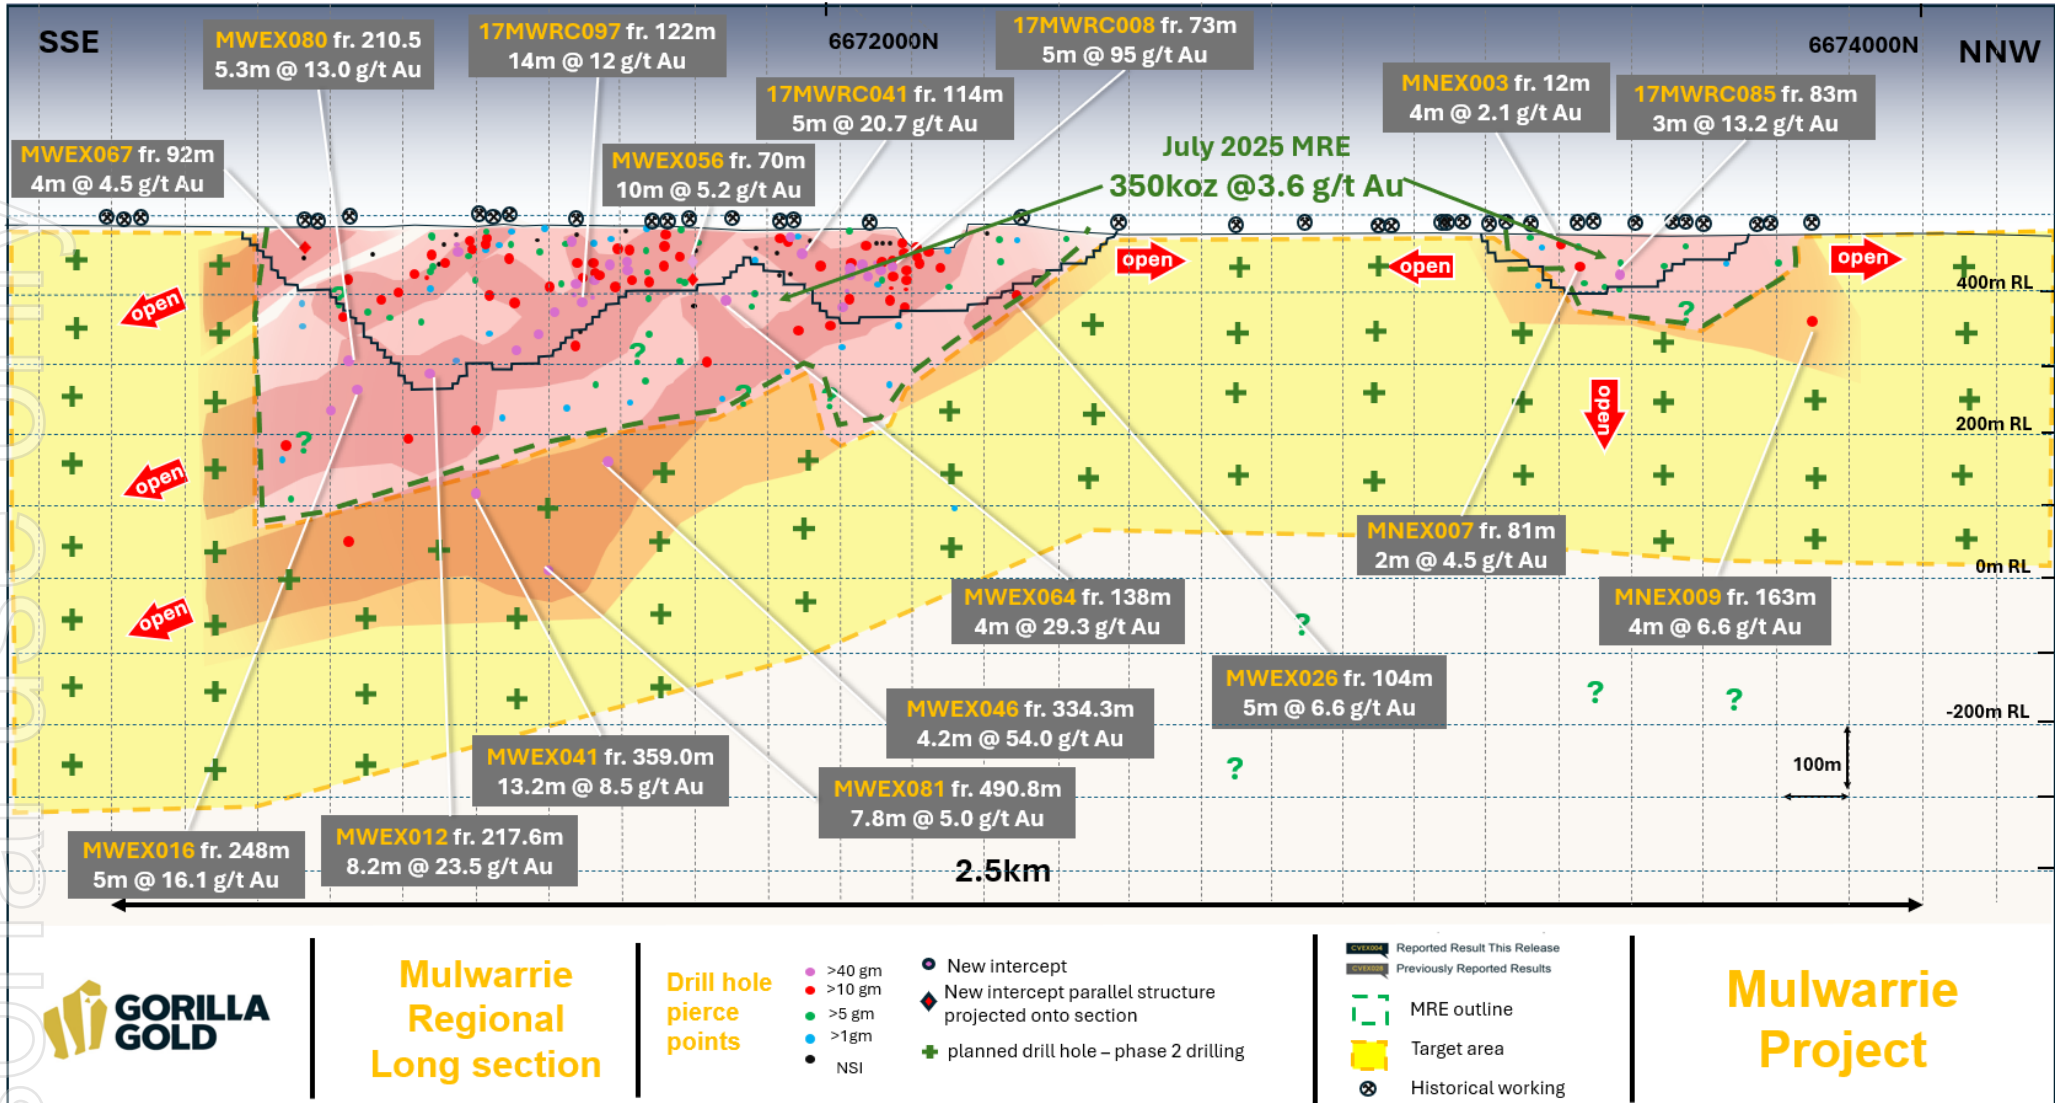 SSE
MWEX080 fr. 210.5
5.3m @ 13.0 g/t Au
17MWRC097 fr. 122m
14m @ 12 g/t Au
6672000N
17MWRC008 fr. 73m
5m @ 95 g/t Au
6674000N
NNW
17MWRC041 fr. 114m
5m @ 20.7 g/t Au
MNEX003 fr. 12m
4m @ 2.1 g/t Au
17MWRC085 fr. 83m
3m @ 13.2 g/t Au
MWEX067 fr. 92m
4m @ 4.5 g/t Au
MWEX056 fr. 70m
10m @ 5.2 g/t Au
July 2025 MRE
350koz @3.6 g/t Au
open
open
open
open
400m RL
?
?
?
?
?
?
open
200m RL
open
MNEX007 fr. 81m
2m @ 4.5 g/t Au
0m RL
open
MWEX064 fr. 138m
4m @ 29.3 g/t Au
MNEX009 fr. 163m
4m @ 6.6 g/t Au
?
MWEX026 fr. 104m
5m @ 6.6 g/t Au
?
?
MWEX046 fr. 334.3m
4.2m @ 54.0 g/t Au
-200m RL
MWEX041 fr. 359.0m
13.2m @ 8.5 g/t Au
?
100m
MWEX081 fr. 490.8m
7.8m @ 5.0 g/t Au
MWEX016 fr. 248m
5m @ 16.1 g/t Au
MWEX012 fr. 217.6m
8.2m @ 23.5 g/t Au
2.5km
GORILLA
GOLD
Mulwarrie
Regional
Long section
Drill hole
pierce
points
>40 gm
>10 gm
>5 gm
>1gm
NSI
New intercept
New intercept parallel structure
projected onto section
planned drill hole – phase 2 drilling
CVEX004
Reported Result This Release
CVEX028
Previously Reported Results
MRE outline
Target area
Historical working
Mulwarrie
Project